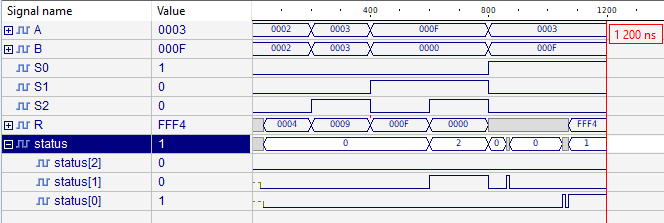 Signal name Value 400 800 1200
A 0003 0002 0003 000F 0003
B 000F 0002 0003 0000 000F
1 200 ns
S0 1
S1 0
S2 0
R FFF4 0004 0009 000F 0000 FFF4
status 1 0 2 0 0 1
status[2] 0
status[1] 0
status[0] 1